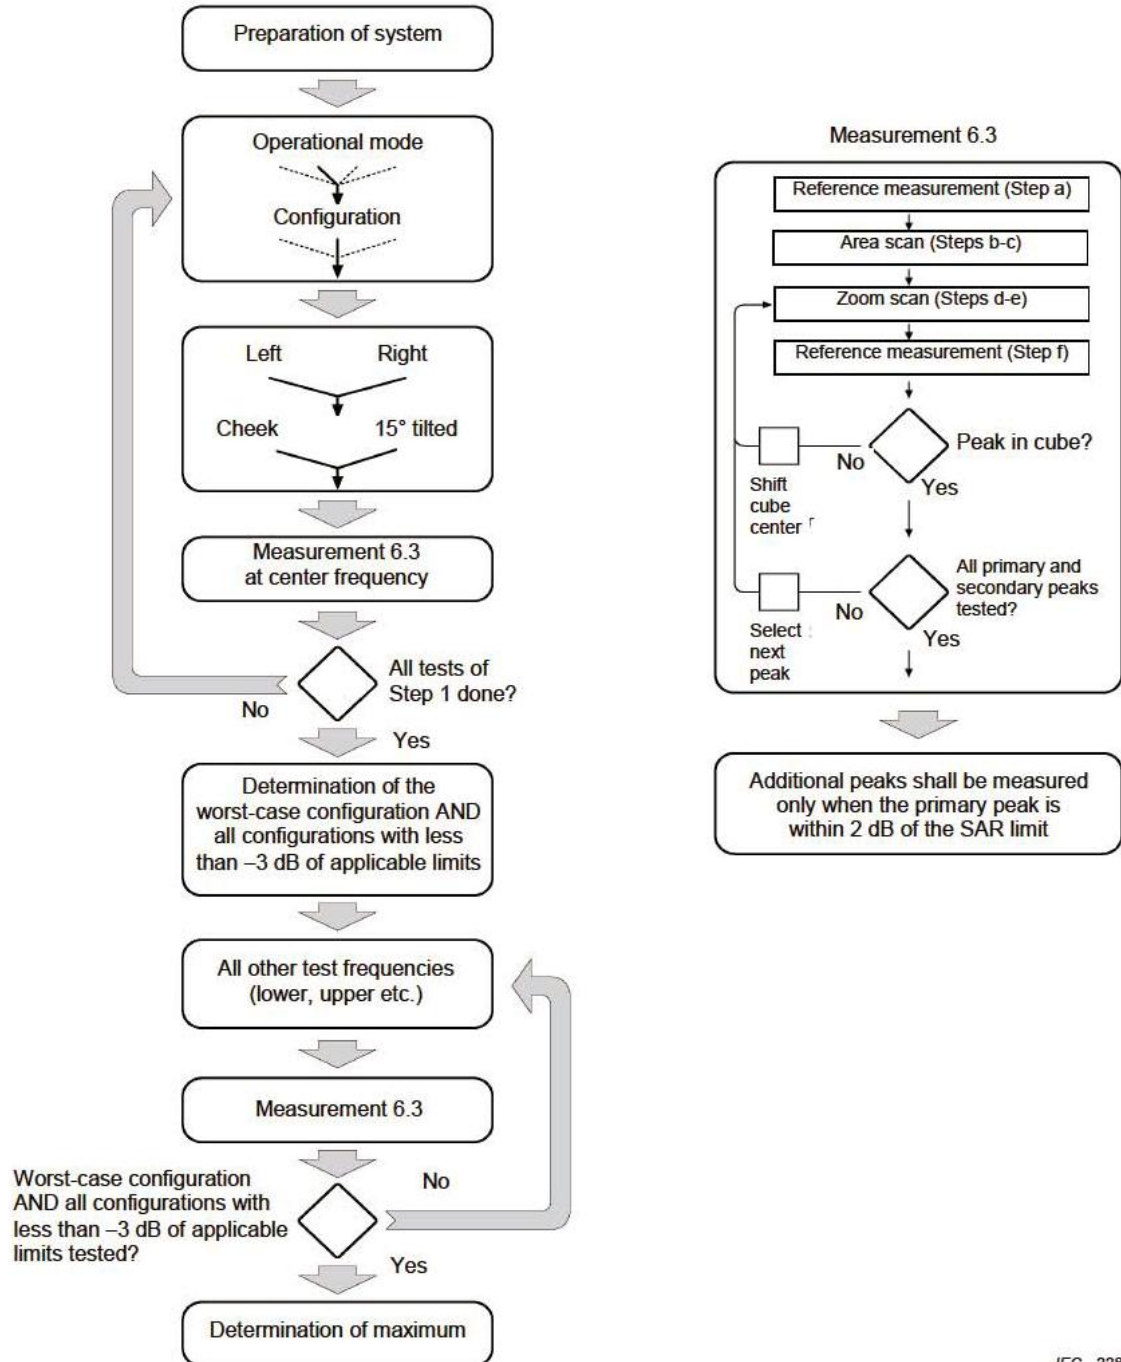 Preparation of system
Operational mode
Configuration
Left
Right
Cheek
15° tilted
Measurement 6.3
at center frequency
All tests of
Step 1 done?
No
Yes
Determination of the
worst-case configuration AND
all configurations with less
than –3 dB of applicable limits
All other test frequencies
(lower, upper etc.)
Measurement 6.3
Worst-case configuration
AND all configurations with
less than –3 dB of applicable
limits tested?
No
Yes
Determination of maximum
Measurement 6.3
Reference measurement (Step a)
Area scan (Steps b-c)
Zoom scan (Steps d-e)
Reference measurement (Step f)
Peak in cube?
No
Yes
Shift
cube
center
All primary and
secondary peaks
tested?
No
Yes
Select
next
peak
Additional peaks shall be measured
only when the primary peak is
within 2 dB of the SAR limit